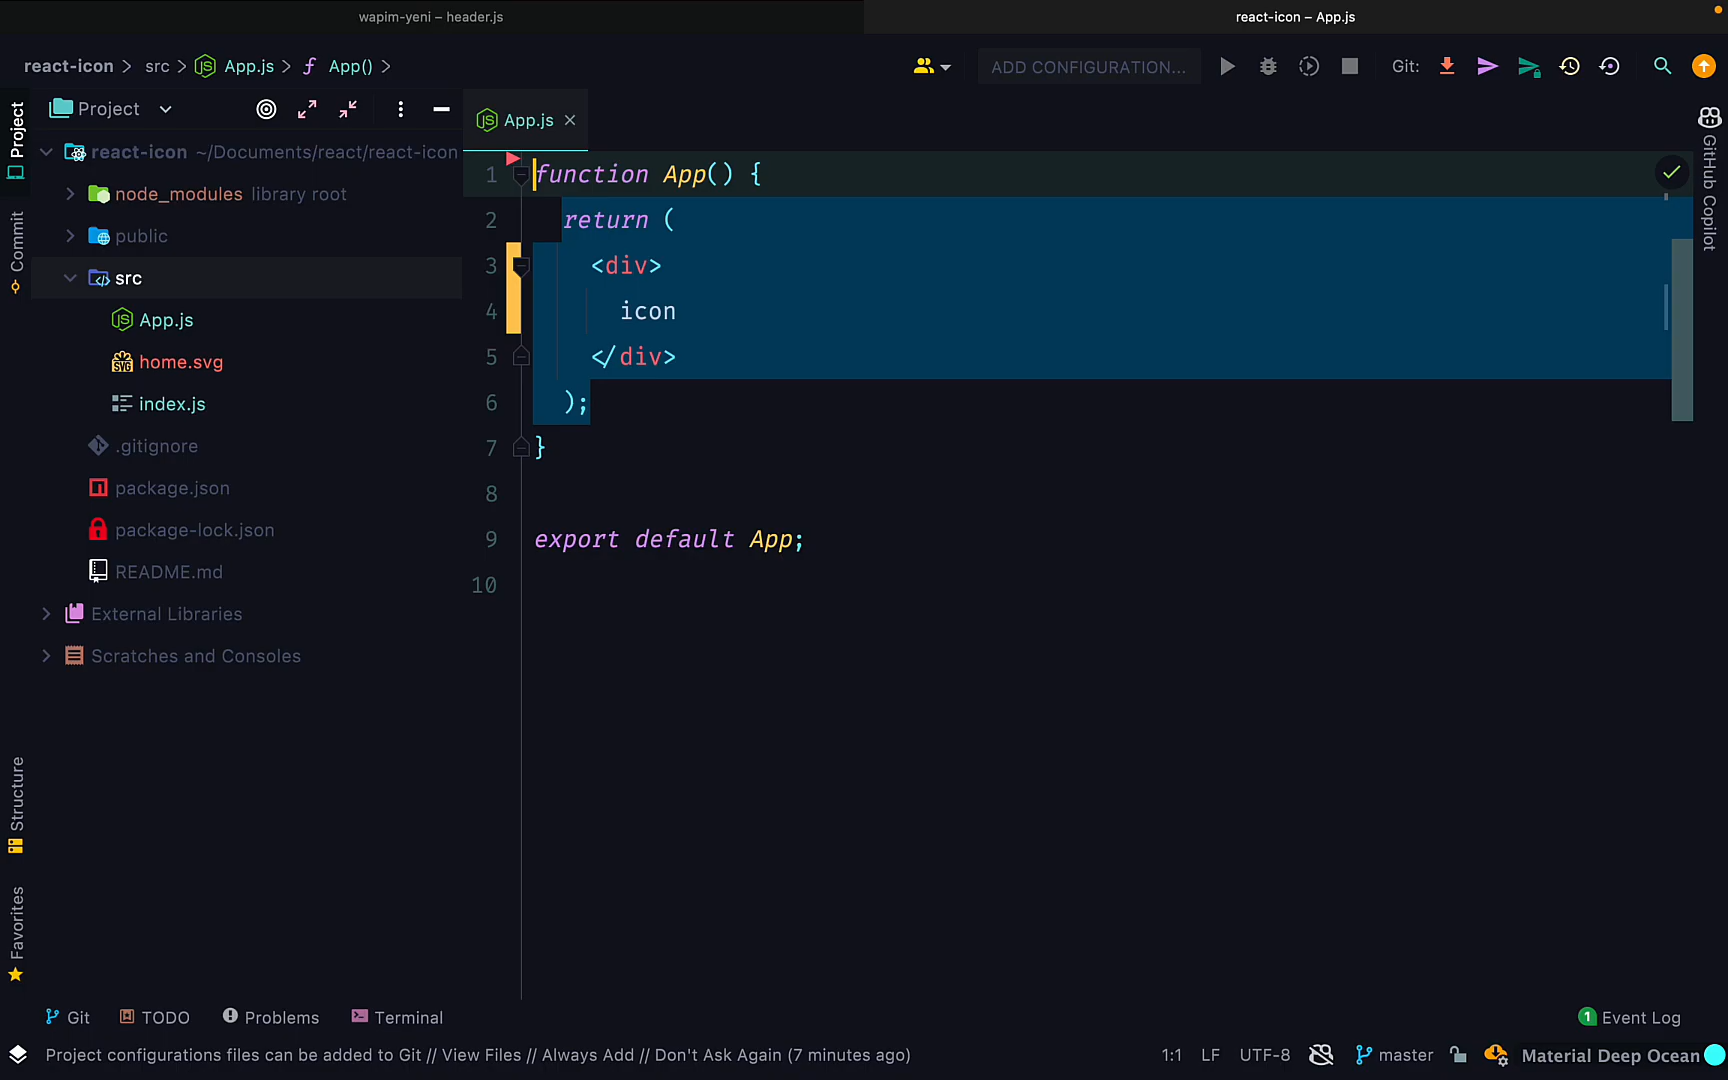 wapim-yeni – header.js
react-icon – App.js
react-icon > src > App.js > App() >
ADD CONFIGURATION...
Git:
Project
App.js
Project
Commit
Structure
Favorites
react-icon ~/Documents/react/react-icon
node_modules library root
public
src
App.js
home.svg
index.js
.gitignore
package.json
package-lock.json
README.md
External Libraries
Scratches and Consoles
1 function App() {
2 return (
3 <div>
4 icon
5 </div>
6 );
7 }
8
9 export default App;
10
GitHub Copilot
Git
TODO
Problems
Terminal
1 Event Log
Project configurations files can be added to Git // View Files // Always Add // Don't Ask Again (7 minutes ago)
1:1 LF UTF-8 master Material Deep Ocean